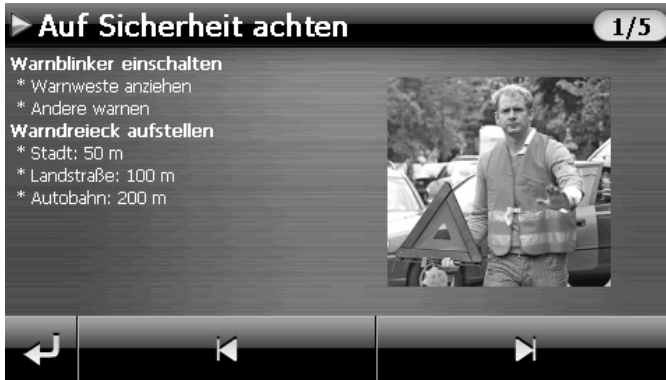 Auf Sicherheit achten
1/5
Warnblinker einschalten
* Warnweste anziehen
* Andere warnen
Warndreieck aufstellen
* Stadt: 50 m
* Landstraße: 100 m
* Autobahn: 200 m